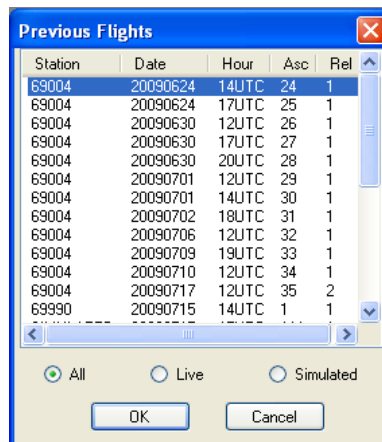 Previous Flights
Station Date Hour Asc Rel
69004 20090624 14UTC 24 1
69004 20090624 17UTC 25 1
69004 20090630 12UTC 26 1
69004 20090630 17UTC 27 1
69004 20090630 20UTC 28 1
69004 20090701 12UTC 29 1
69004 20090701 14UTC 30 1
69004 20090702 18UTC 31 1
69004 20090706 12UTC 32 1
69004 20090709 19UTC 33 1
69004 20090710 12UTC 34 1
69004 20090717 12UTC 35 2
69990 20090715 14UTC 1 1
All Live Simulated
OK Cancel